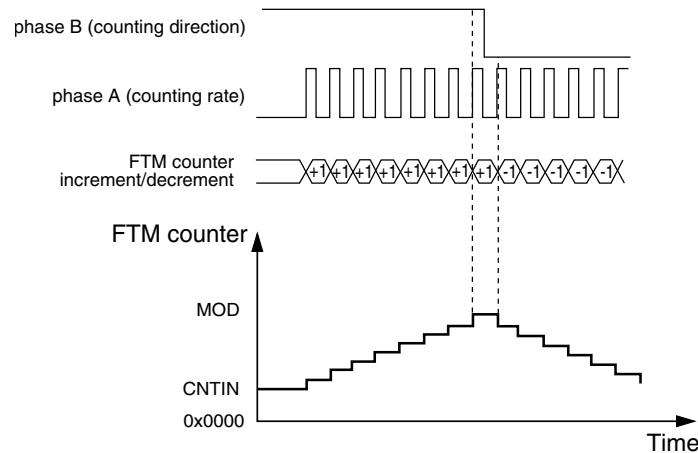 phase B (counting direction)
phase A (counting rate)
FTM counter
increment/decrement
+1 +1 +1 +1 +1 +1 +1 +1 -1 -1 -1 -1 -1
FTM counter
MOD
CNTIN
0x0000
Time